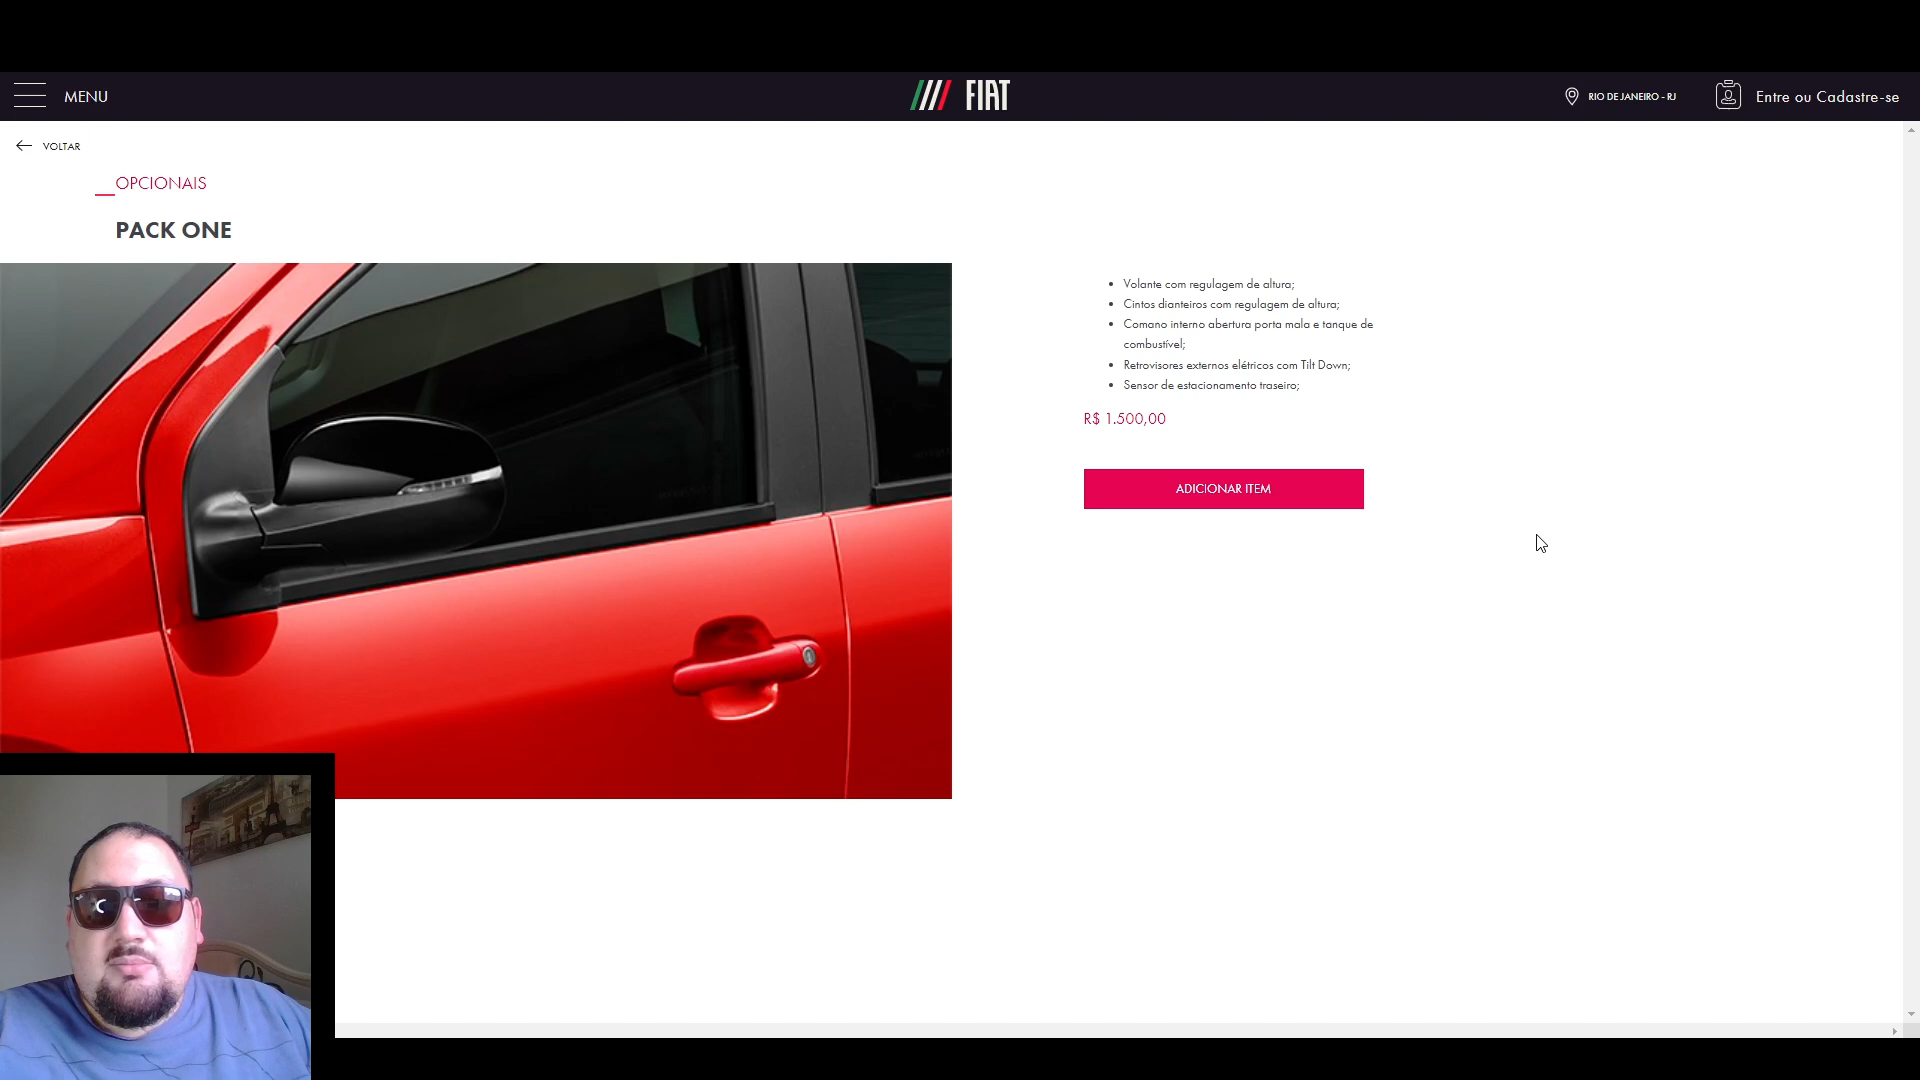 MENU
FIAT
RIO DE JANEIRO - RJ
Entre ou Cadastre-se
VOLTAR
OPCIONAIS
PACK ONE
Volante com regulagem de altura;
Cintos dianteiros com regulagem de altura;
Comano interno abertura porta mala e tanque de
combustível;
Retrovisores externos elétricos com Tilt Down;
Sensor de estacionamento traseiro;
R$ 1.500,00
ADICIONAR ITEM